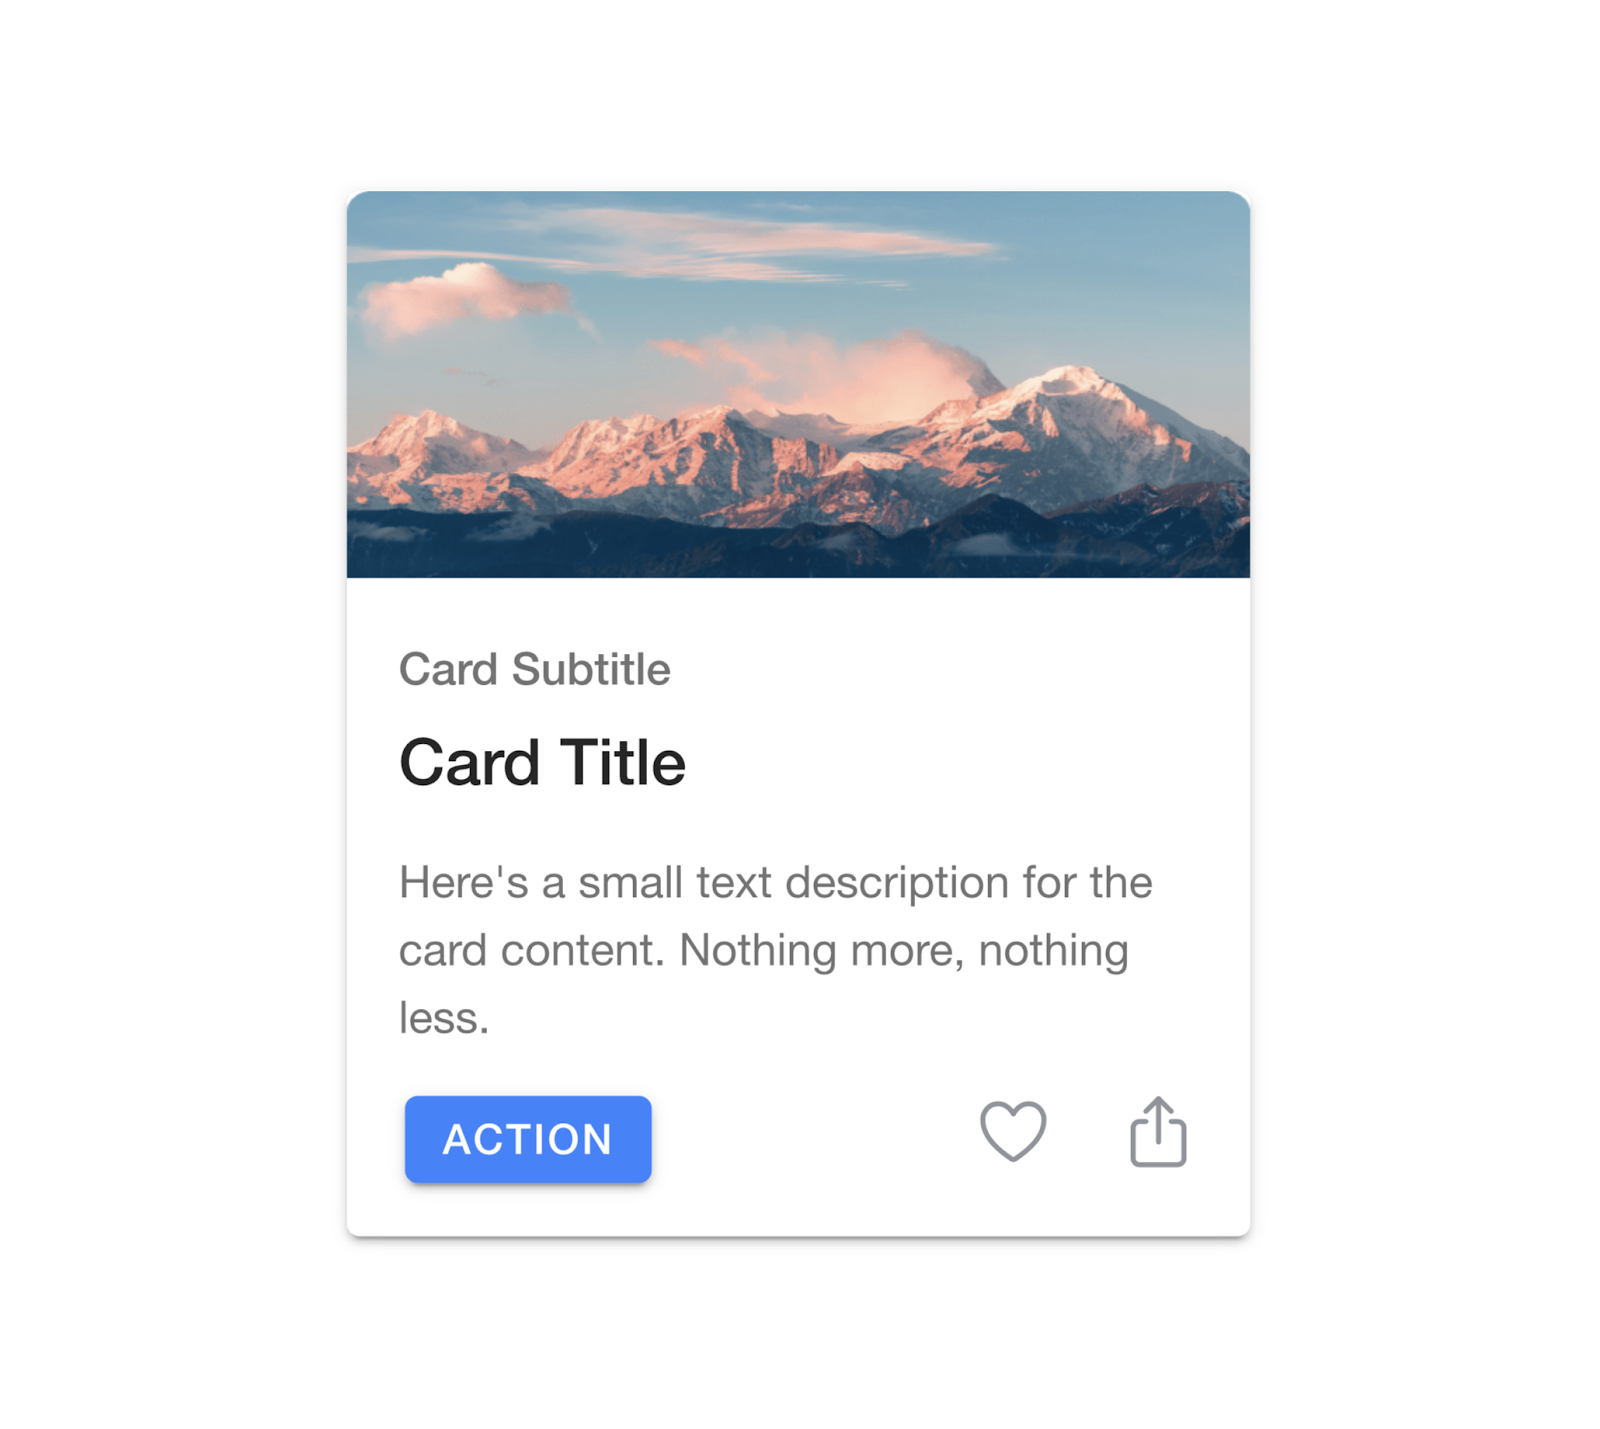 Card Subtitle
Card Title
Here's a small text description for the
card content. Nothing more, nothing
less.
ACTION